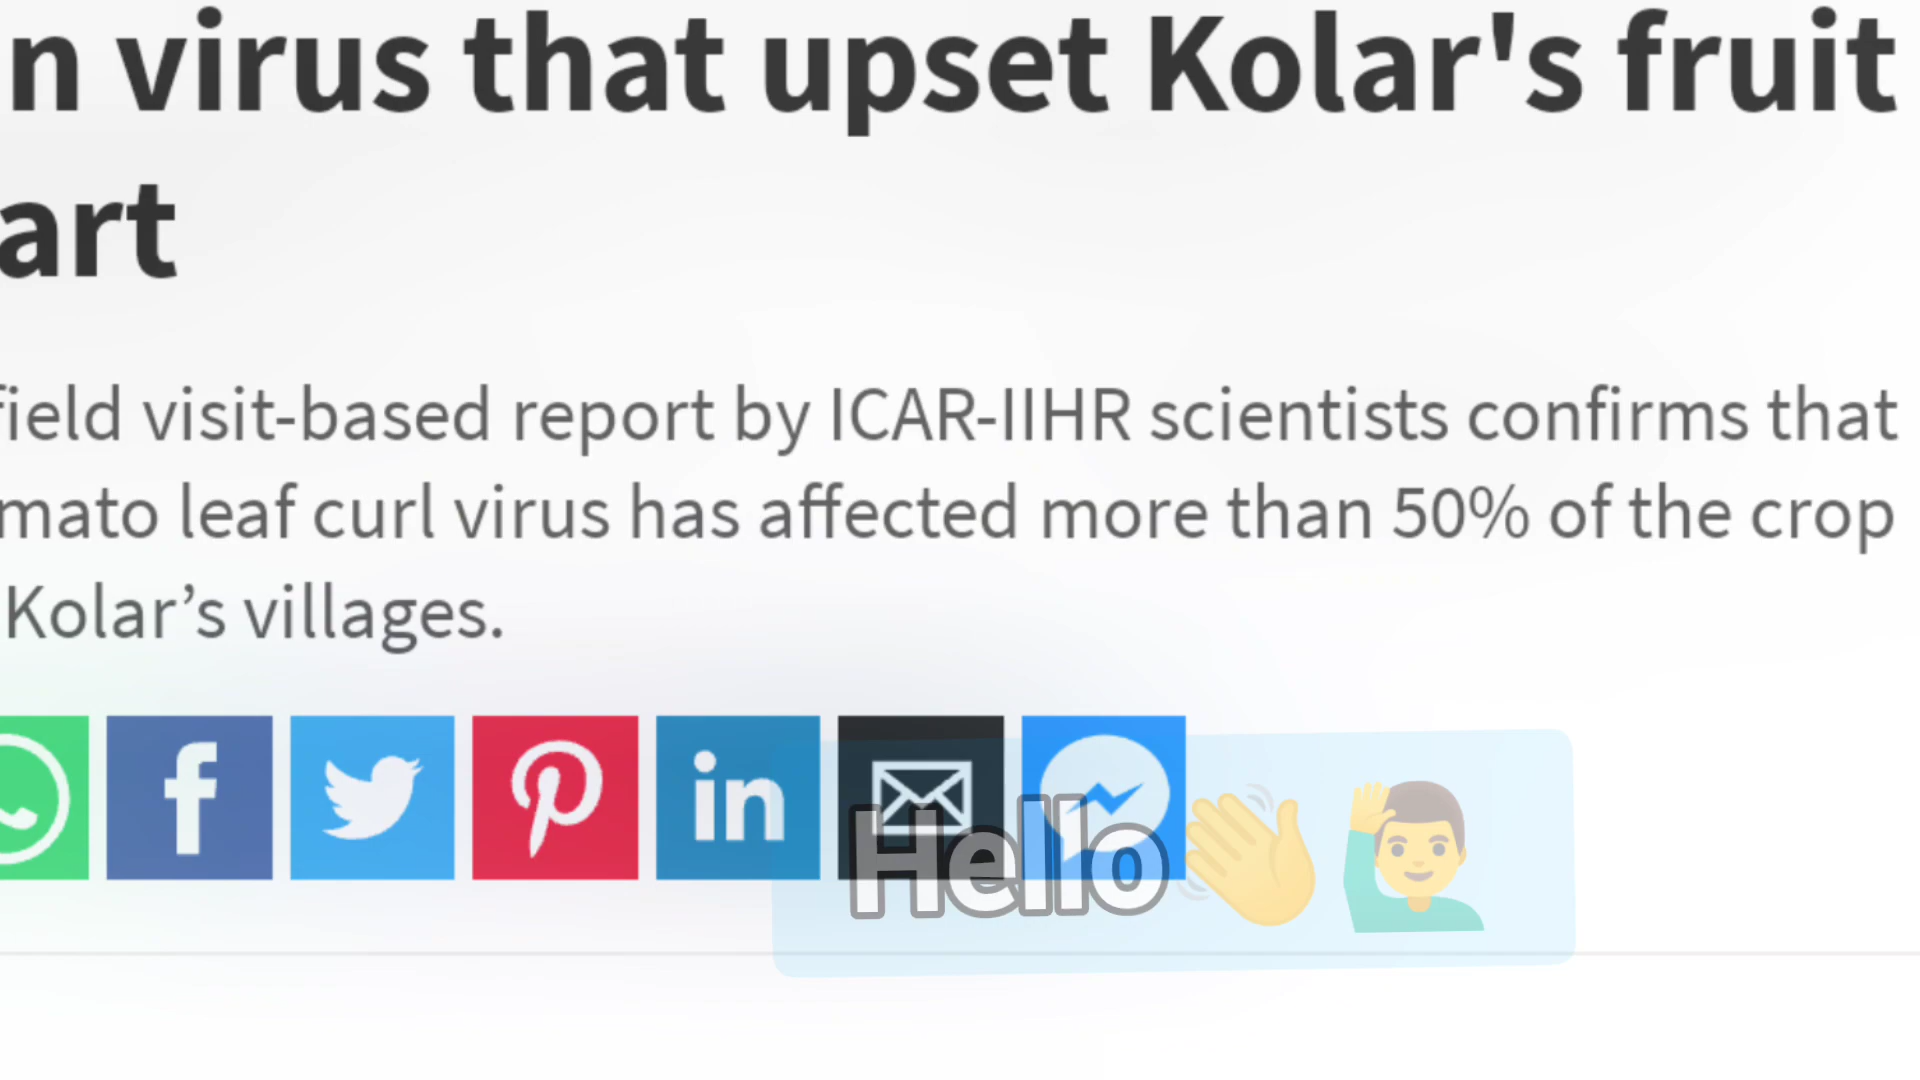 n virus that upset Kolar's fruit
art
field visit-based report by ICAR-IIHR scientists confirms that
mato leaf curl virus has affected more than 50% of the crop
Kolar’s villages.
f in
Hello